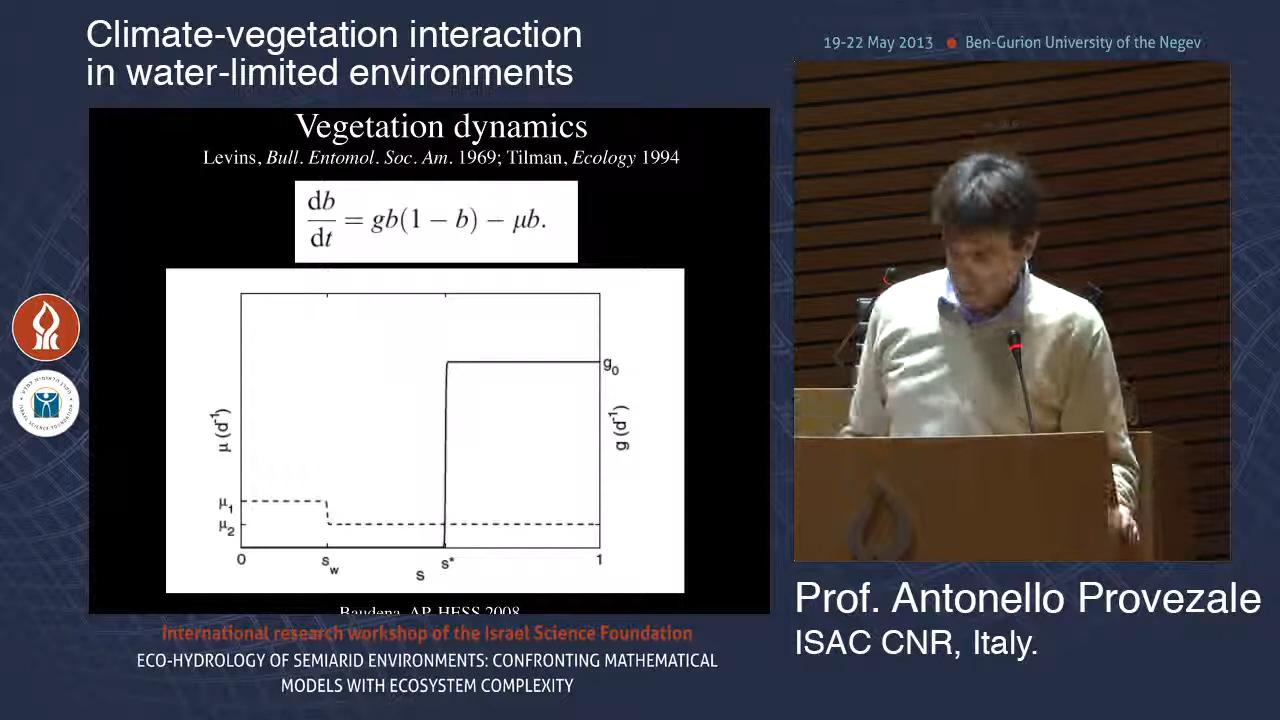 Climate-vegetation interaction
in water-limited environments
19-22 May 2013 ● Ben-Gurion University of the Negev
Vegetation dynamics
Levins, Bull. Entomol. Soc. Am. 1969; Tilman, Ecology 1994
db/dt = gb(1 − b) − μb.
g₀
μ (d⁻¹)
g (d⁻¹)
μ₁
μ₂
0
s_w
s*
1
s
Baudena, AP, HESS 2008
International research workshop of the Israel Science Foundation
ECO-HYDROLOGY OF SEMIARID ENVIRONMENTS: CONFRONTING MATHEMATICAL
MODELS WITH ECOSYSTEM COMPLEXITY
Prof. Antonello Provezale
ISAC CNR, Italy.